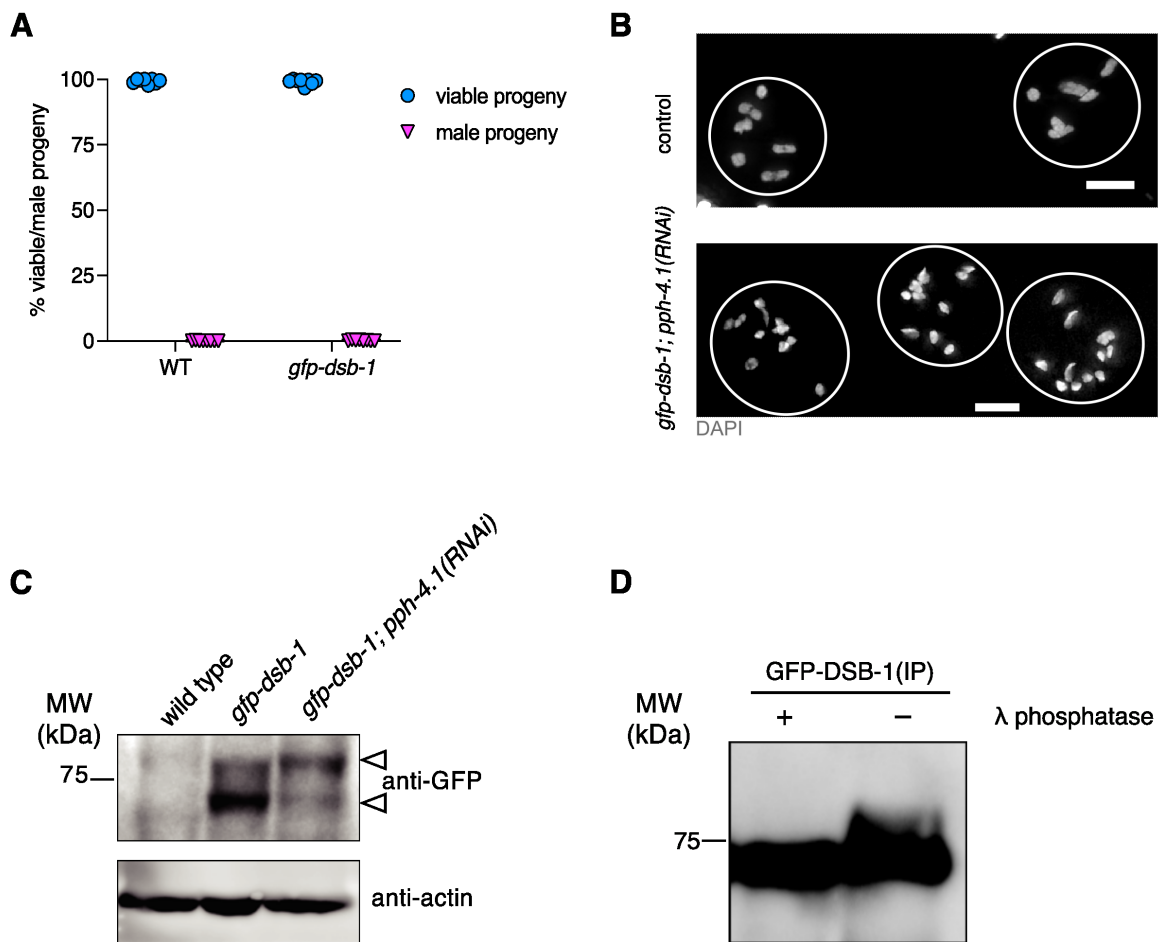 A
% viable/male progeny
100
75
50
25
0
WT
gfp-dsb-1
viable progeny
male progeny
B
control
gfp-dsb-1; pph-4.1(RNAi)
DAPI
C
MW
(kDa)
wild type
gfp-dsb-1
gfp-dsb-1; pph-4.1(RNAi)
75
anti-GFP
anti-actin
D
GFP-DSB-1(IP)
MW
(kDa)
+ − λ phosphatase
75